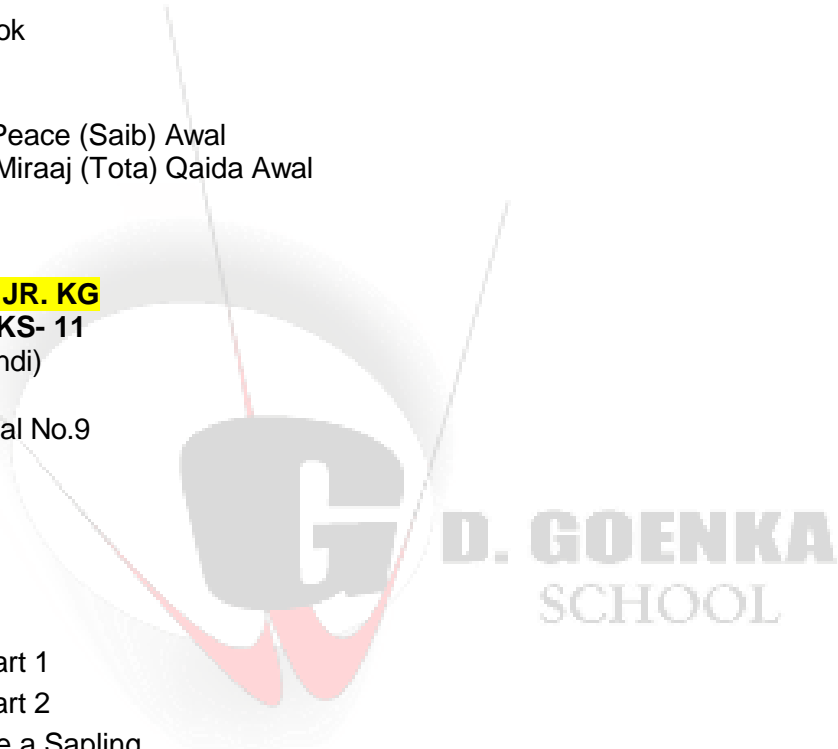 ok
Peace (Saib) Awal
Miraaj (Tota) Qaida Awal
JR. KG
KS- 11
ndi)
al No.9
G D. GOENKA
SCHOOL
art 1
art 2
e a Sapling